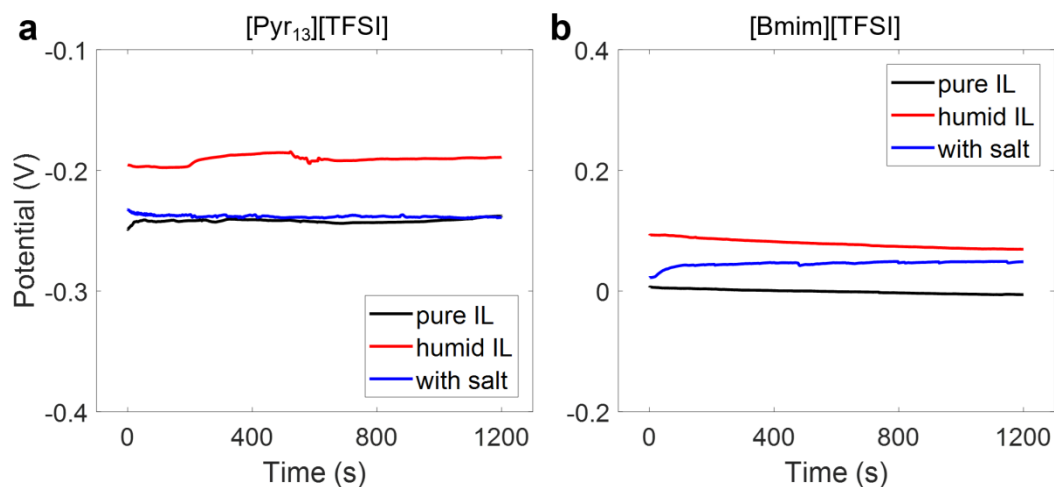 a
[Pyr₁₃][TFSI]
-0.1
-0.2
-0.3
-0.4
Potential (V)
pure IL
humid IL
with salt
0
400
800
1200
Time (s)
b
[Bmim][TFSI]
0.4
0.2
0
-0.2
pure IL
humid IL
with salt
0
400
800
1200
Time (s)